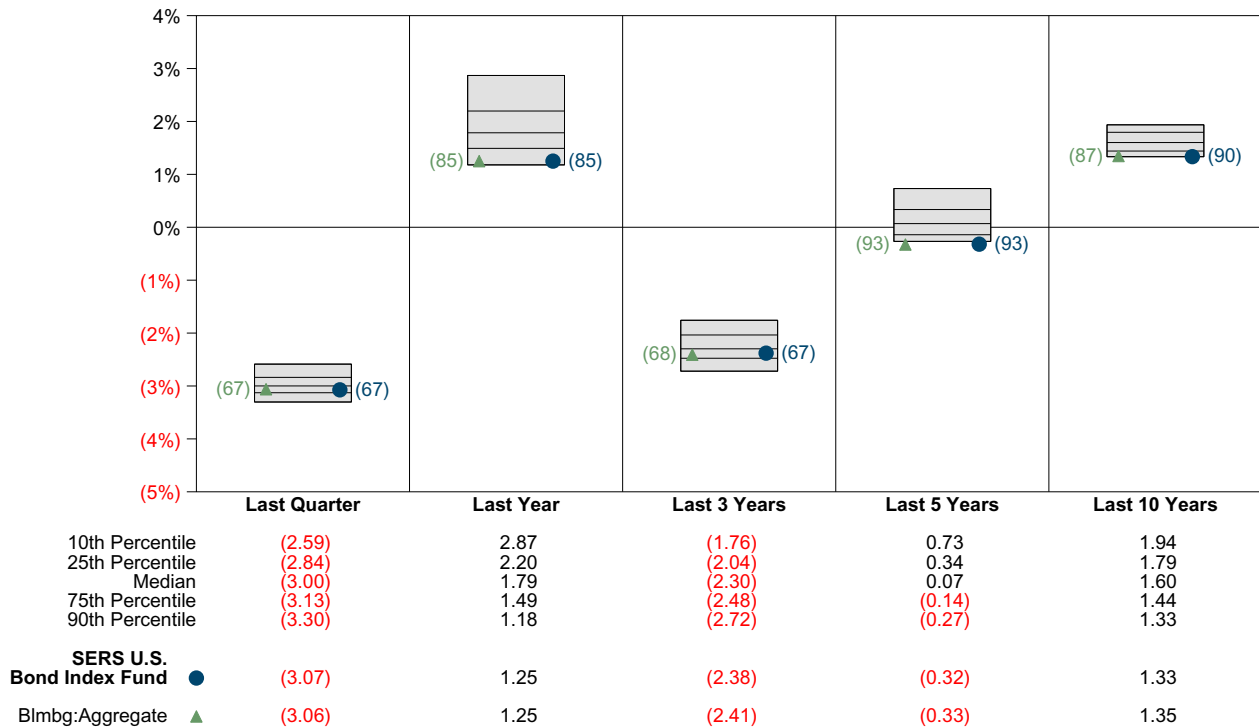 4%
3%
2%
(85) (85) (87) (90)
1%
0%
(93) (93)
(1%)
(2%)
(68) (67)
(3%) (67) (67)
(4%)
(5%)
Last Quarter Last Year Last 3 Years Last 5 Years Last 10 Years
10th Percentile (2.59) 2.87 (1.76) 0.73 1.94
25th Percentile (2.84) 2.20 (2.04) 0.34 1.79
Median (3.00) 1.79 (2.30) 0.07 1.60
75th Percentile (3.13) 1.49 (2.48) (0.14) 1.44
90th Percentile (3.30) 1.18 (2.72) (0.27) 1.33
SERS U.S.
Bond Index Fund (3.07) 1.25 (2.38) (0.32) 1.33
Blmbg:Aggregate (3.06) 1.25 (2.41) (0.33) 1.35